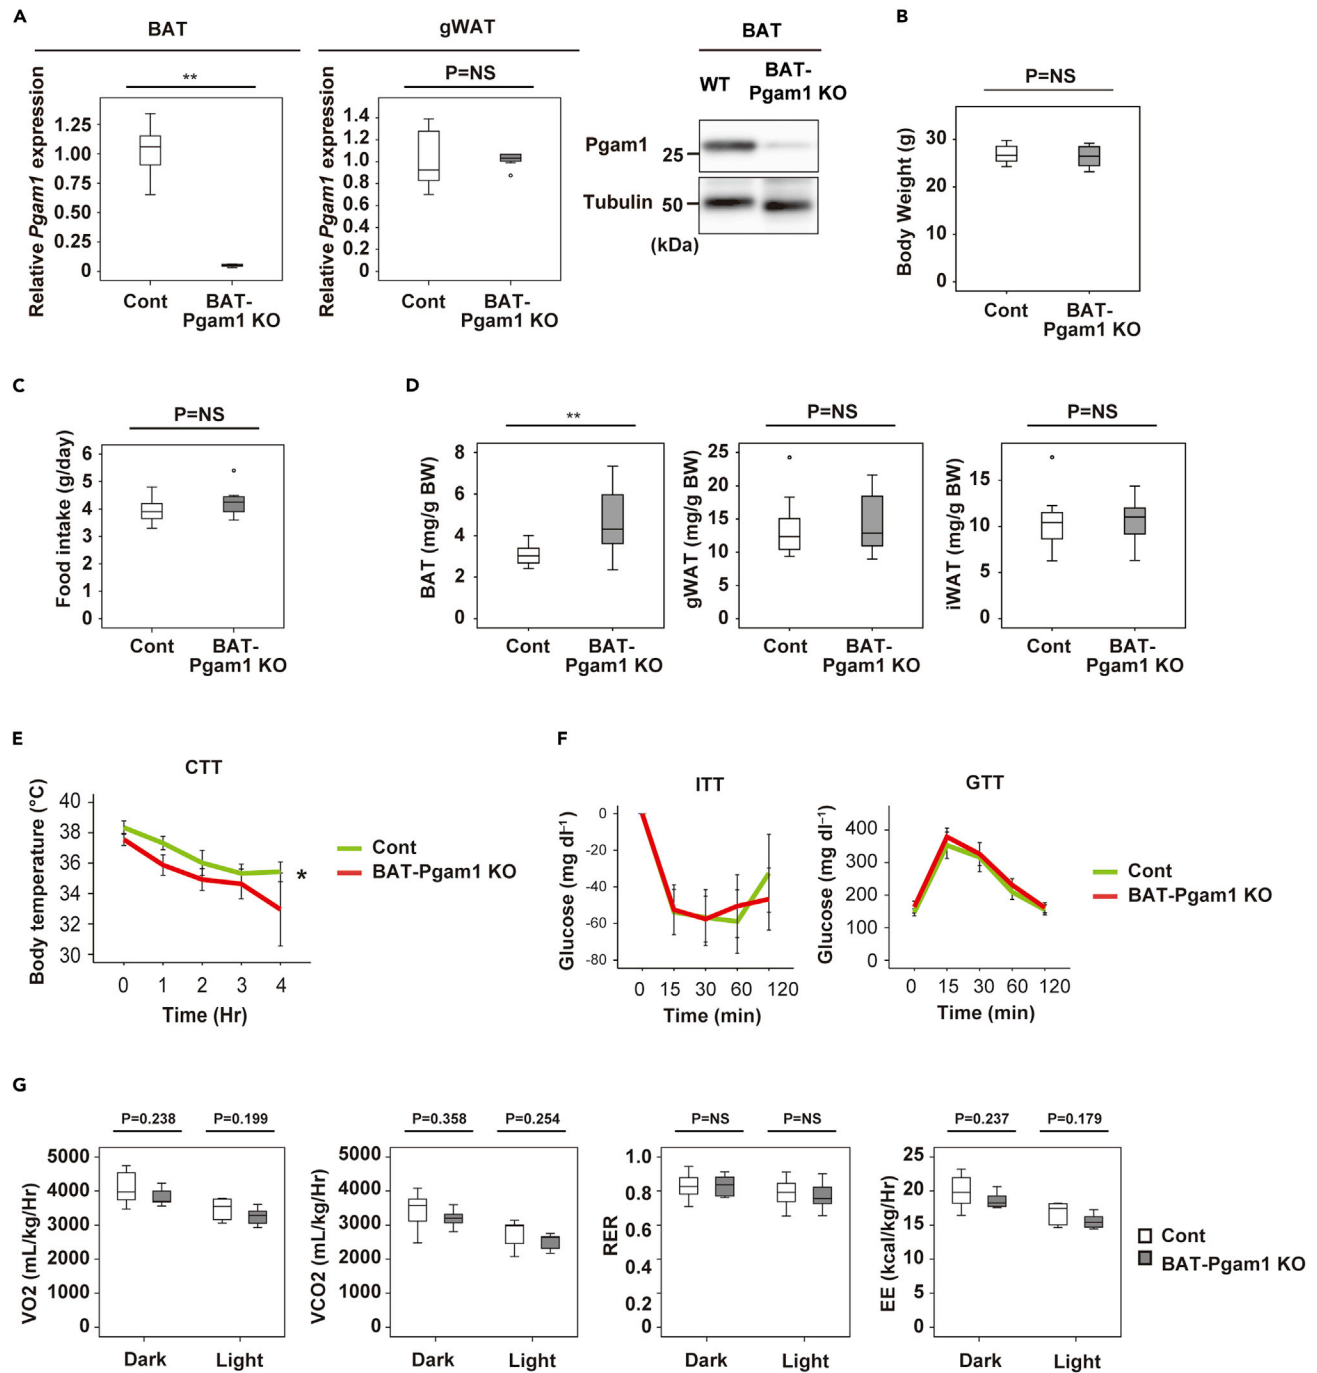 A
BAT
**
Relative Pgam1 expression
1.25
1.00
0.75
0.50
0.25
0
Cont
BAT-
Pgam1 KO
gWAT
P=NS
Relative Pgam1 expression
1.4
1.2
1.0
0.8
0.6
0.4
0.2
0
Cont
BAT-
Pgam1 KO
BAT
WT
BAT-
Pgam1 KO
Pgam1
25
Tubulin
50
(kDa)
B
P=NS
Body Weight (g)
30
20
10
0
Cont
BAT-
Pgam1 KO
C
P=NS
Food intake (g/day)
6
5
4
3
2
1
0
Cont
BAT-
Pgam1 KO
D
**
BAT (mg/g BW)
8
6
4
2
0
Cont
BAT-
Pgam1 KO
P=NS
gWAT (mg/g BW)
25
20
15
10
5
0
Cont
BAT-
Pgam1 KO
P=NS
iWAT (mg/g BW)
15
10
5
0
Cont
BAT-
Pgam1 KO
E
CTT
Body temperature (°C)
40
38
36
34
32
30
0 1 2 3 4
Time (Hr)
*
Cont
BAT-Pgam1 KO
F
ITT
Glucose (mg dl⁻¹)
0
-20
-40
-60
-80
0 15 30 60 120
Time (min)
GTT
Glucose (mg dl⁻¹)
400
300
200
100
0
0 15 30 60 120
Time (min)
Cont
BAT-Pgam1 KO
G
P=0.238
P=0.199
VO2 (mL/kg/Hr)
5000
4000
3000
2000
1000
0
Dark
Light
P=0.358
P=0.254
VCO2 (mL/kg/Hr)
5000
4000
3000
2000
1000
0
Dark
Light
P=NS
P=NS
RER
1.0
0.8
0.6
0.4
0.2
0
Dark
Light
P=0.237
P=0.179
EE (kcal/kg/Hr)
25
20
15
10
5
0
Dark
Light
Cont
BAT-Pgam1 KO